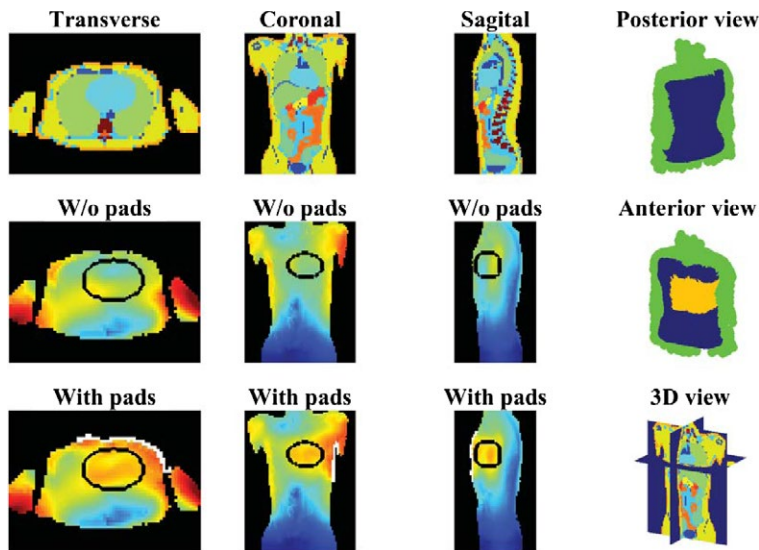 Transverse
Coronal
Sagital
Posterior view
W/o pads
W/o pads
W/o pads
Anterior view
With pads
With pads
With pads
3D view